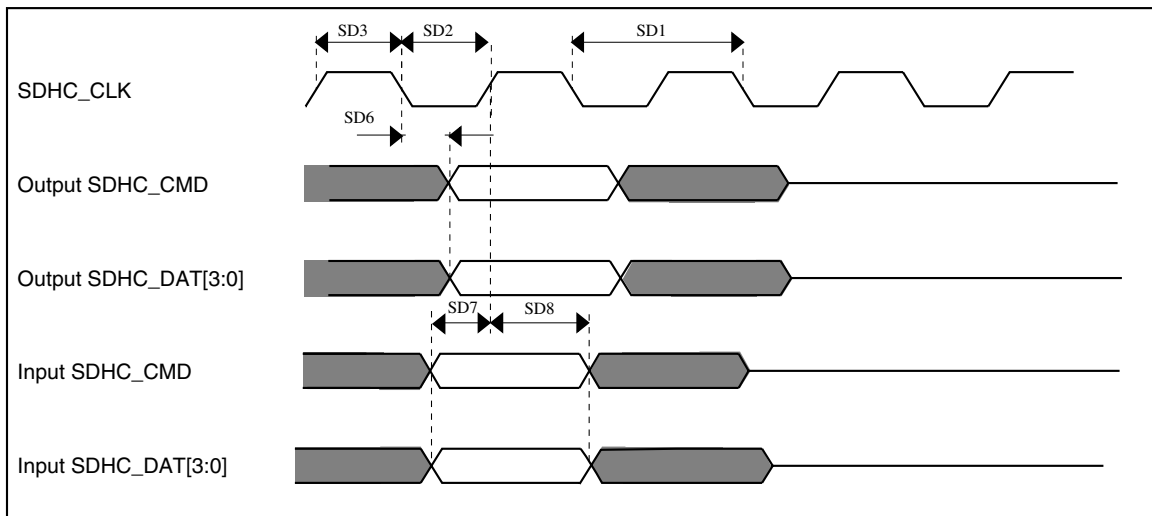 SD3
SD2
SD1
SDHC_CLK
SD6
Output SDHC_CMD
Output SDHC_DAT[3:0]
SD7
SD8
Input SDHC_CMD
Input SDHC_DAT[3:0]